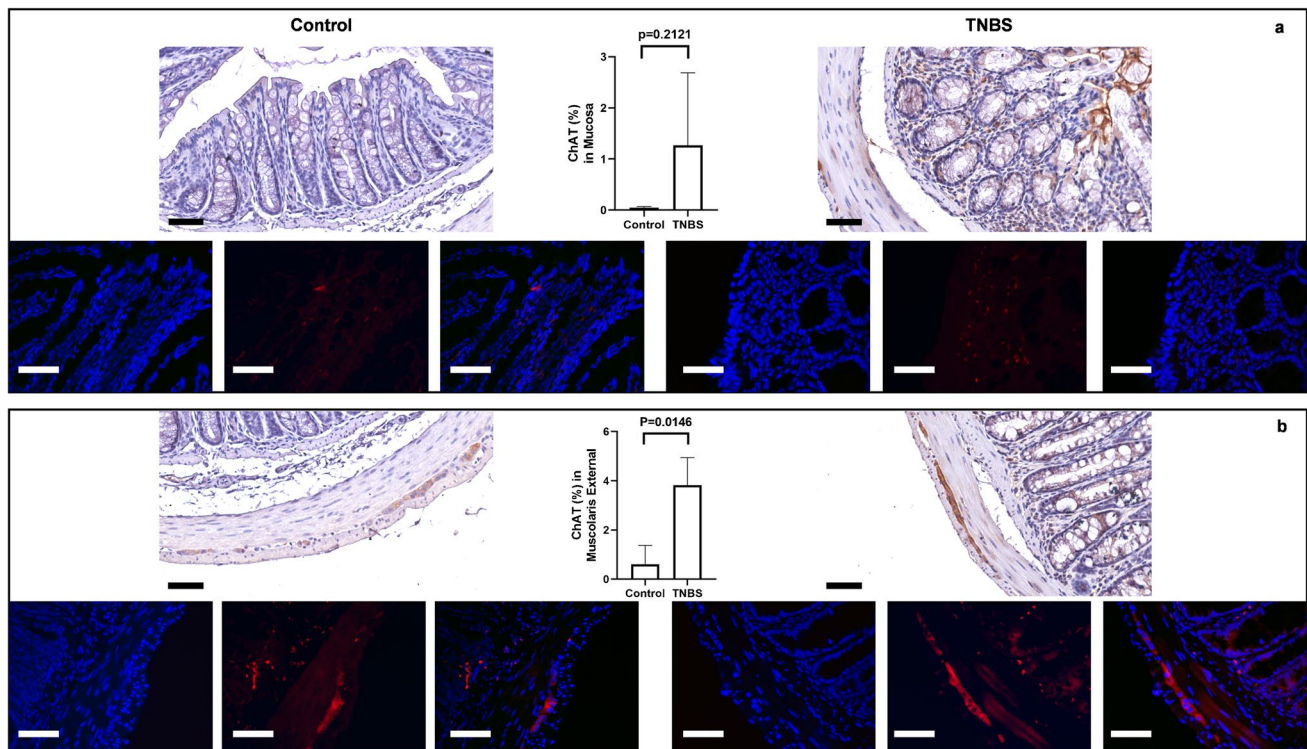 Control
TNBS
a
p=0.2121
ChAT (%)
in Mucosa
3
2
1
0
Control
TNBS
b
P=0.0146
ChAT (%) in
Muscolaris External
6
4
2
0
Control
TNBS